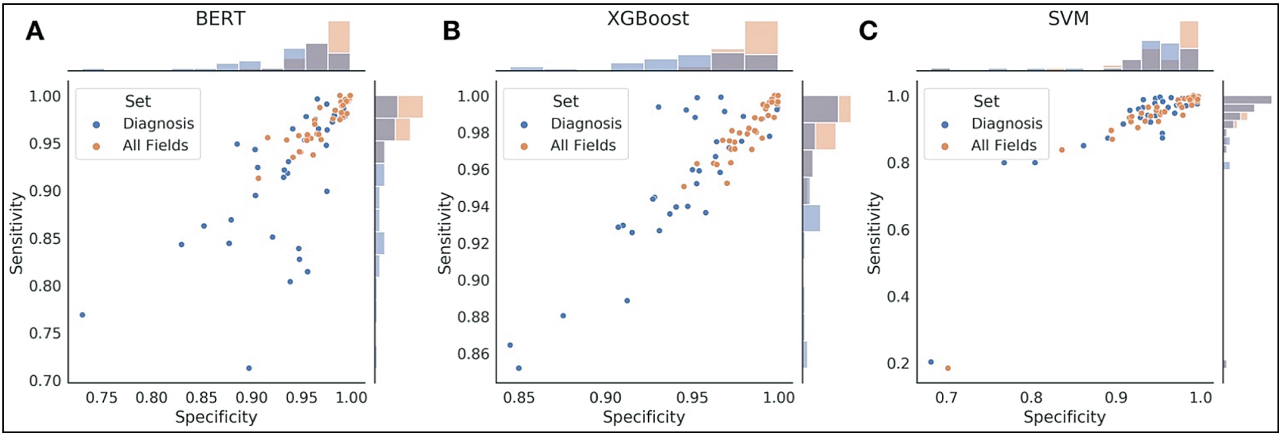 A
BERT
Set
Diagnosis
All Fields
Sensitivity
1.00
0.95
0.90
0.85
0.80
0.75
0.70
0.75 0.80 0.85 0.90 0.95 1.00
Specificity
B
XGBoost
Set
Diagnosis
All Fields
Sensitivity
1.00
0.98
0.96
0.94
0.92
0.90
0.88
0.86
0.85 0.90 0.95 1.00
Specificity
C
SVM
Set
Diagnosis
All Fields
Sensitivity
1.0
0.8
0.6
0.4
0.2
0.7 0.8 0.9 1.0
Specificity